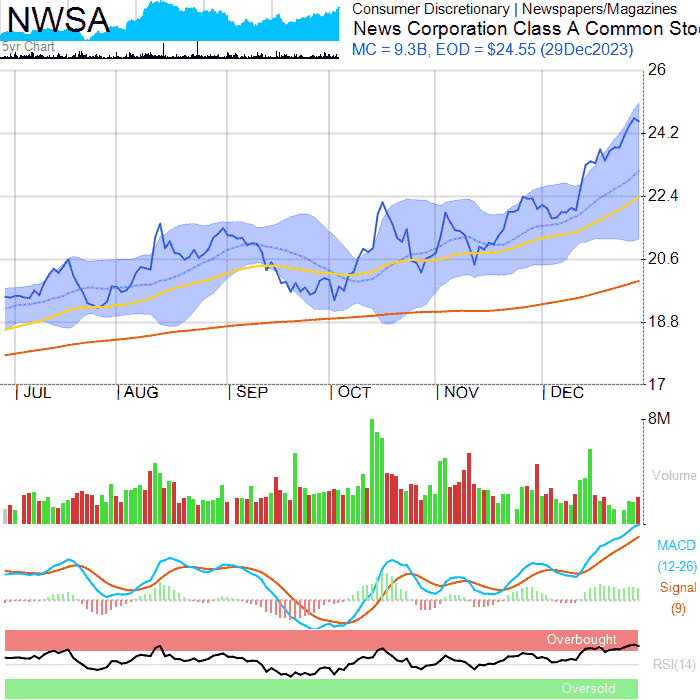 NWSA
5yr Chart
Consumer Discretionary | Newspapers/Magazines
News Corporation Class A Common Sto
MC = 9.3B, EOD = $24.55 (29Dec2023)
26
24.2
22.4
20.6
18.8
17
JUL AUG SEP OCT NOV DEC
8M
Volume
MACD
(12-26)
Signal
(9)
Overbought
RSI(14)
Oversold